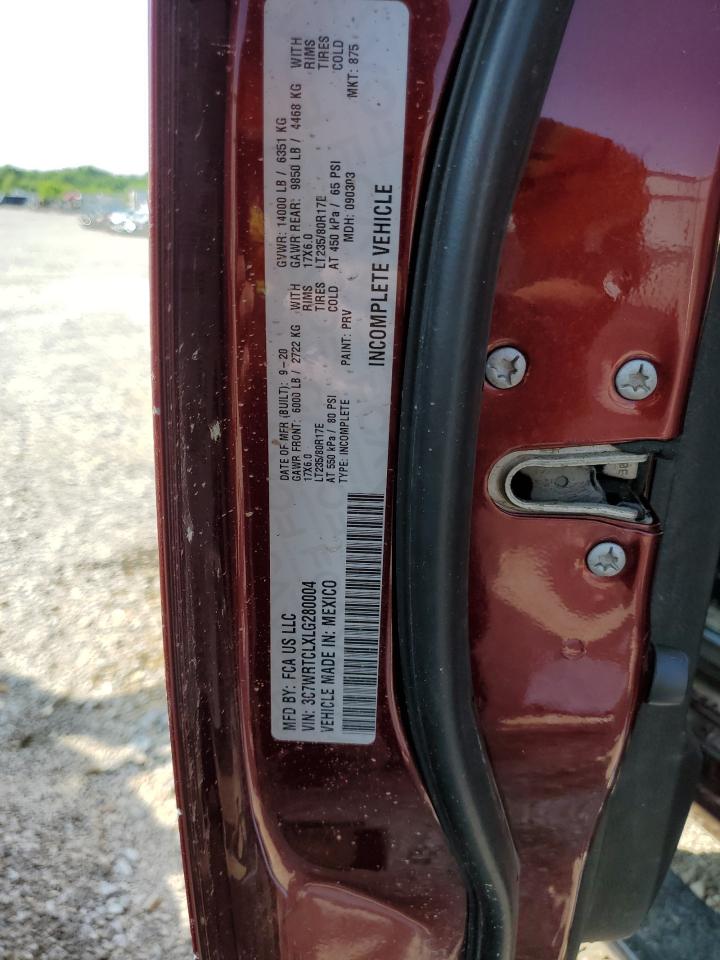 MFD BY: FCA US LLC
VIN: 3C7WRTCLXLG280004
VEHICLE MADE IN: MEXICO
DATE OF MFR (BUILT): 9-20
GAWR FRONT: 6000 LB / 2722 KG WITH
17X6.0 RIMS
LT235/80R17E TIRES
AT 550 kPa / 80 PSI COLD
TYPE: INCOMPLETE PAINT: PRV
GVWR: 14000 LB / 6351 KG
GAWR REAR: 9850 LB / 4468 KG WITH
17X6.0 RIMS
LT235/80R17E TIRES
AT 450 kPa / 65 PSI COLD
MDH: 090303 MKT: 875
INCOMPLETE VEHICLE